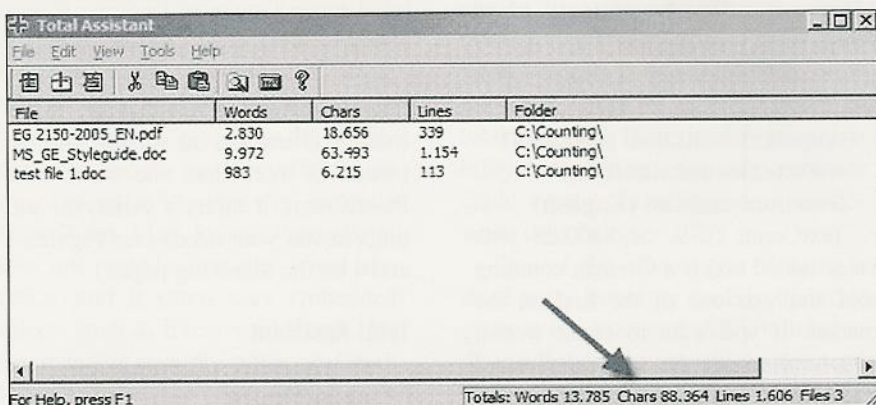 Total Assistant
File Edit View Tools Help
File Words Chars Lines Folder
EG 2150-2005_EN.pdf 2.830 18.656 339 C:\Counting\
MS_GE_Styleguide.doc 9.972 63.493 1.154 C:\Counting\
test file 1.doc 983 6.215 113 C:\Counting\
For Help, press F1 Totals: Words 13.785 Chars 88.364 Lines 1.606 Files 3